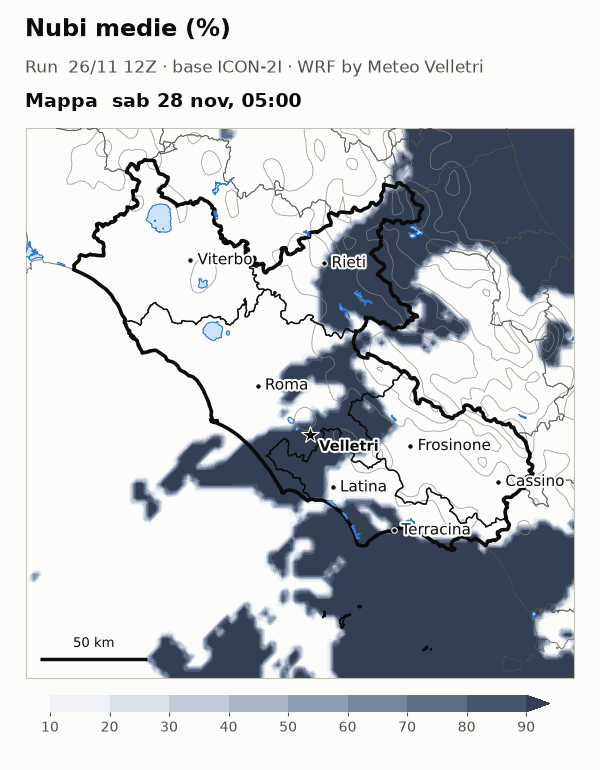 Nubi medie (%)
Run  26/11 12Z · base ICON-2I · WRF by Meteo Velletri
Mappa  sab 28 nov, 05:00
Viterbo
Rieti
Roma
Velletri
Frosinone
Latina
Cassino
Terracina
50 km
10 20 30 40 50 60 70 80 90